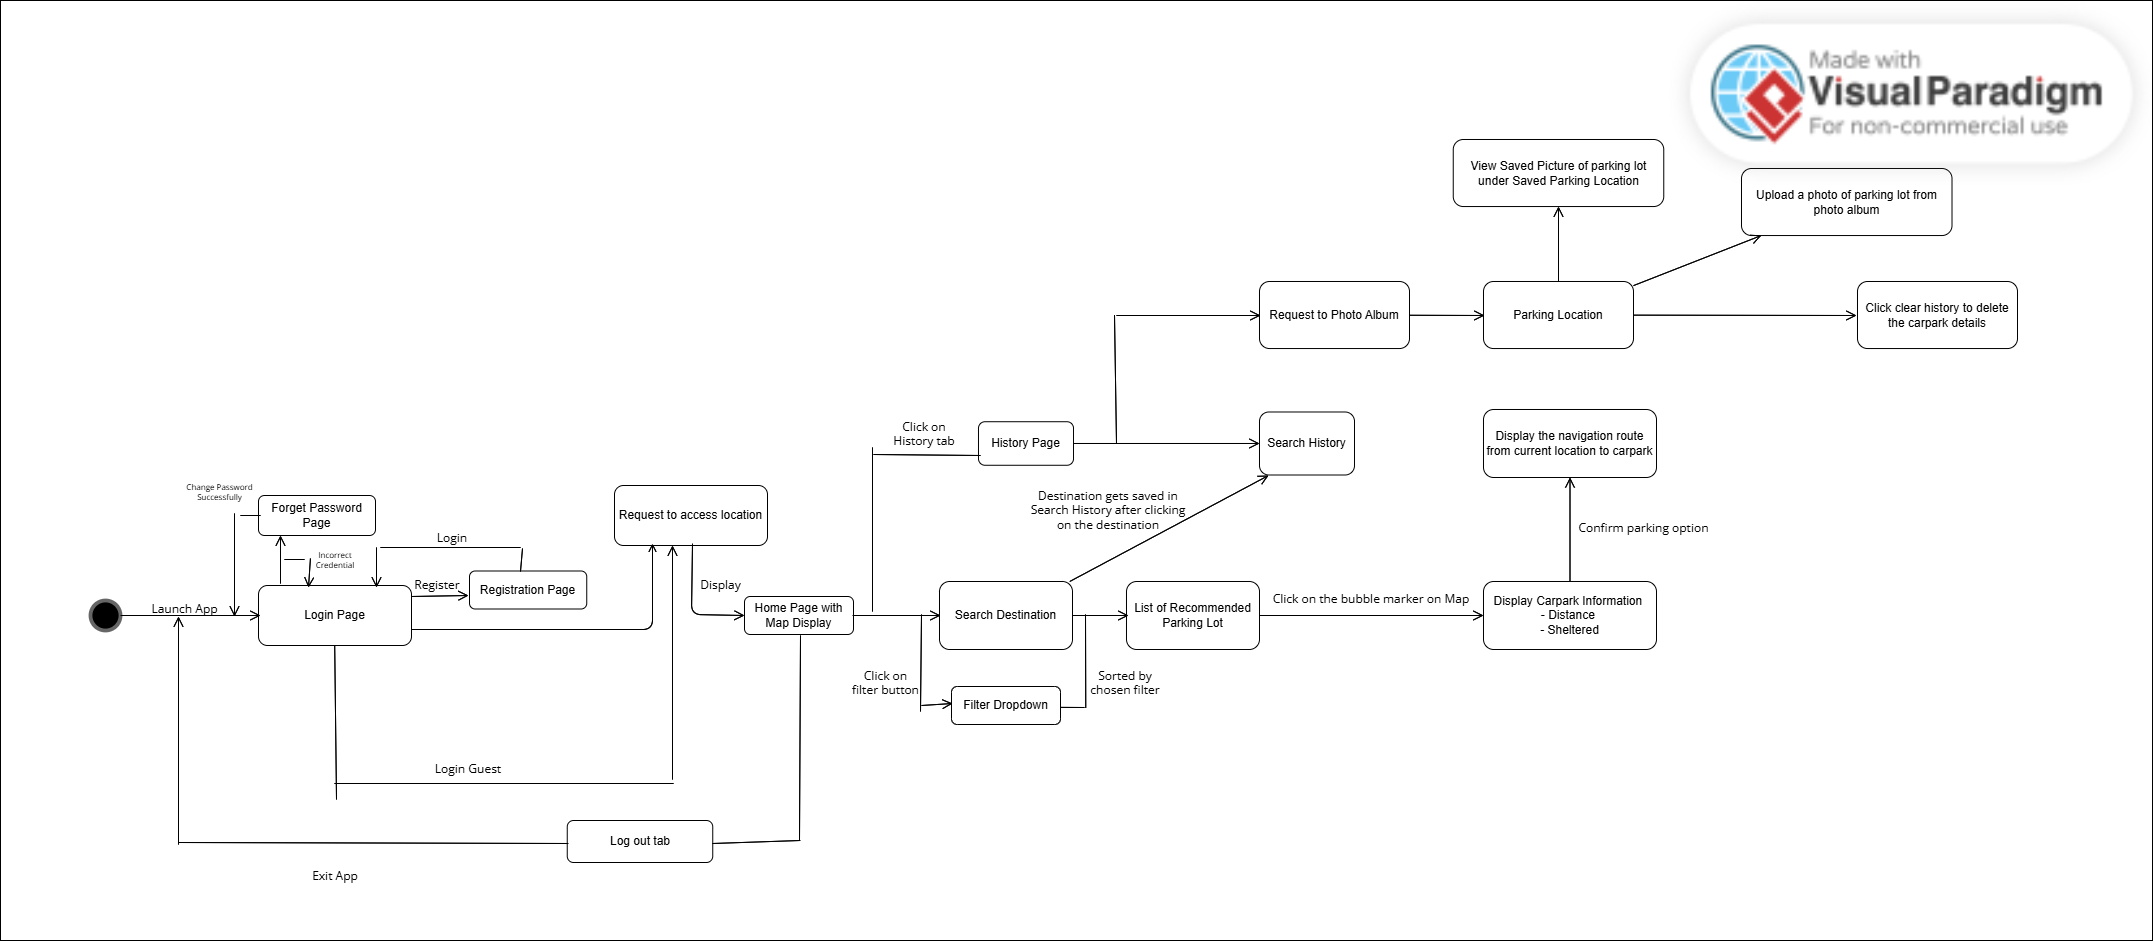 Made with
Visual Paradigm
For non-commercial use
View Saved Picture of parking lot
under Saved Parking Location
Upload a photo of parking lot from
photo album
Request to Photo Album
Parking Location
Click clear history to delete
the carpark details
Click on
History tab
History Page
Search History
Display the navigation route
from current location to carpark
Change Password
Successfully
Forget Password
Page
Request to access location
Destination gets saved in
Search History after clicking
on the destination
Confirm parking option
Login
Incorrect
Credential
Register
Registration Page
Display
Launch App
Login Page
Home Page with
Map Display
Search Destination
List of Recommended
Parking Lot
Click on the bubble marker on Map
Display Carpark Information
- Distance
- Sheltered
Click on
filter button
Filter Dropdown
Sorted by
chosen filter
Login Guest
Log out tab
Exit App